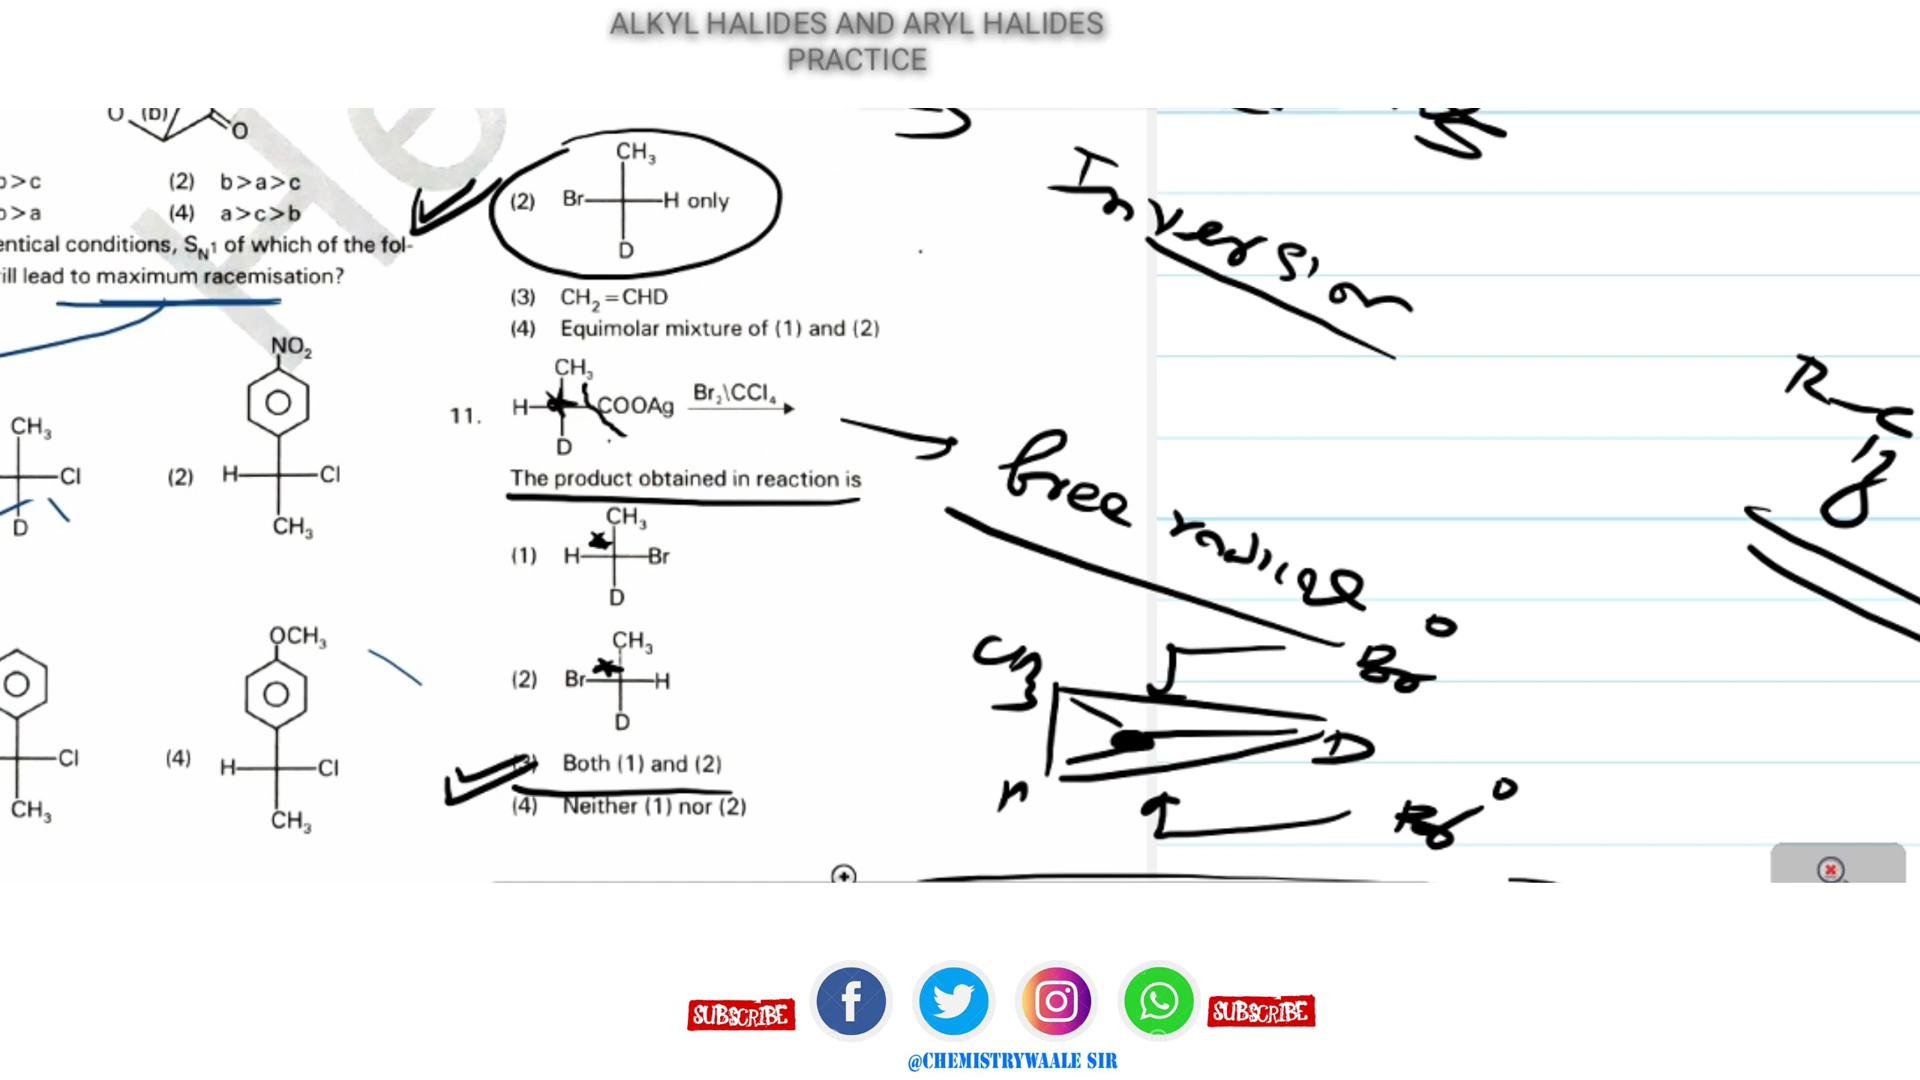 ALKYL HALIDES AND ARYL HALIDES
PRACTICE
O (b)
O
b>c
(2) b>a>c
b>a
(4) a>c>b
entical conditions, SN1 of which of the fol-
ill lead to maximum racemisation?
CH3
Cl
D
(2)
NO2
H
Cl
CH3
Cl
CH3
(4)
OCH3
H
Cl
CH3
CH3
(2) Br H only
D
(3) CH2=CHD
(4) Equimolar mixture of (1) and (2)
CH3
11. H COOAg Br2\CCl4
D
The product obtained in reaction is
CH3
(1) H Br
D
CH3
(2) Br H
D
(3) Both (1) and (2)
(4) Neither (1) nor (2)
Inversion
free radical
CH3
Br
D
H
Br
SUBSCRIBE
SUBSCRIBE
@CHEMISTRYWAALE SIR